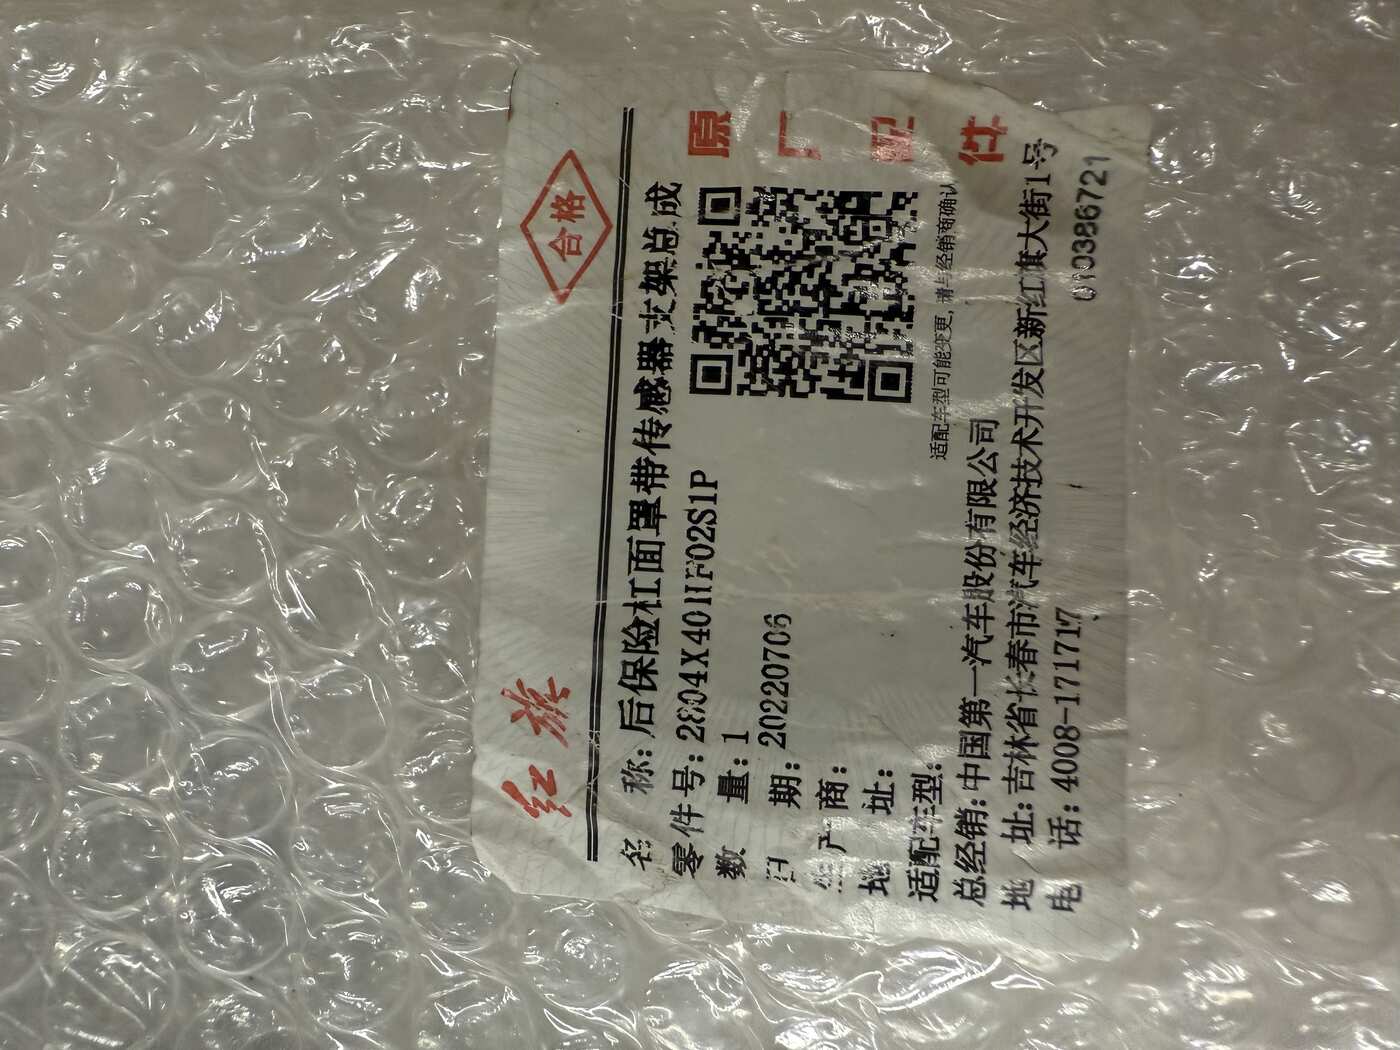 红旗
合格
名 称: 后保险杠面罩带传感器支架总成
零件号: 2804X401HF02S1P
数 量: 1
日 期: 20220706
生 产 商:
地 址:
适配车型:
原厂配件
适配车型可能变更, 请与经销商确认
总经销: 中国第一汽车股份有限公司
地 址: 吉林省长春市汽车经济技术开发区新红旗大街1号
电 话: 4008-171717
010386721